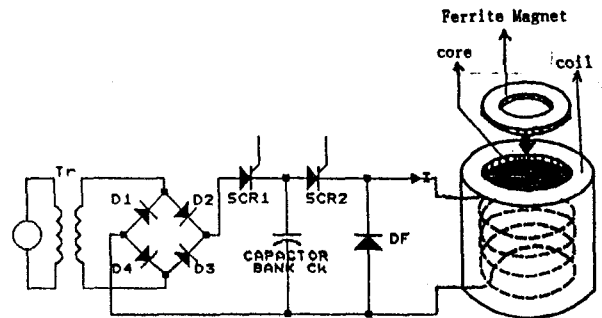 Ferrite Magnet
core
coil
Tr
D1
D2
SCR1
SCR2
I
D4
D3
CAPACTOR
BANK CK
DF